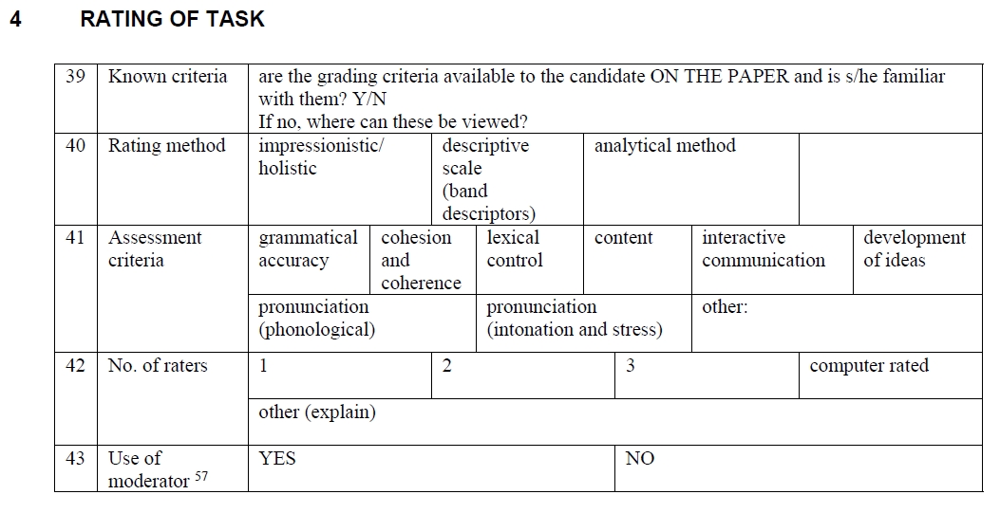 4 RATING OF TASK
39 Known criteria are the grading criteria available to the candidate ON THE PAPER and is s/he familiar
with them? Y/N
If no, where can these be viewed?
40 Rating method impressionistic/ descriptive analytical method
holistic scale
(band
descriptors)
41 Assessment grammatical cohesion lexical content interactive development
criteria accuracy and control communication of ideas
coherence
pronunciation pronunciation other:
(phonological) (intonation and stress)
42 No. of raters 1 2 3 computer rated
other (explain)
43 Use of YES NO
moderator 57